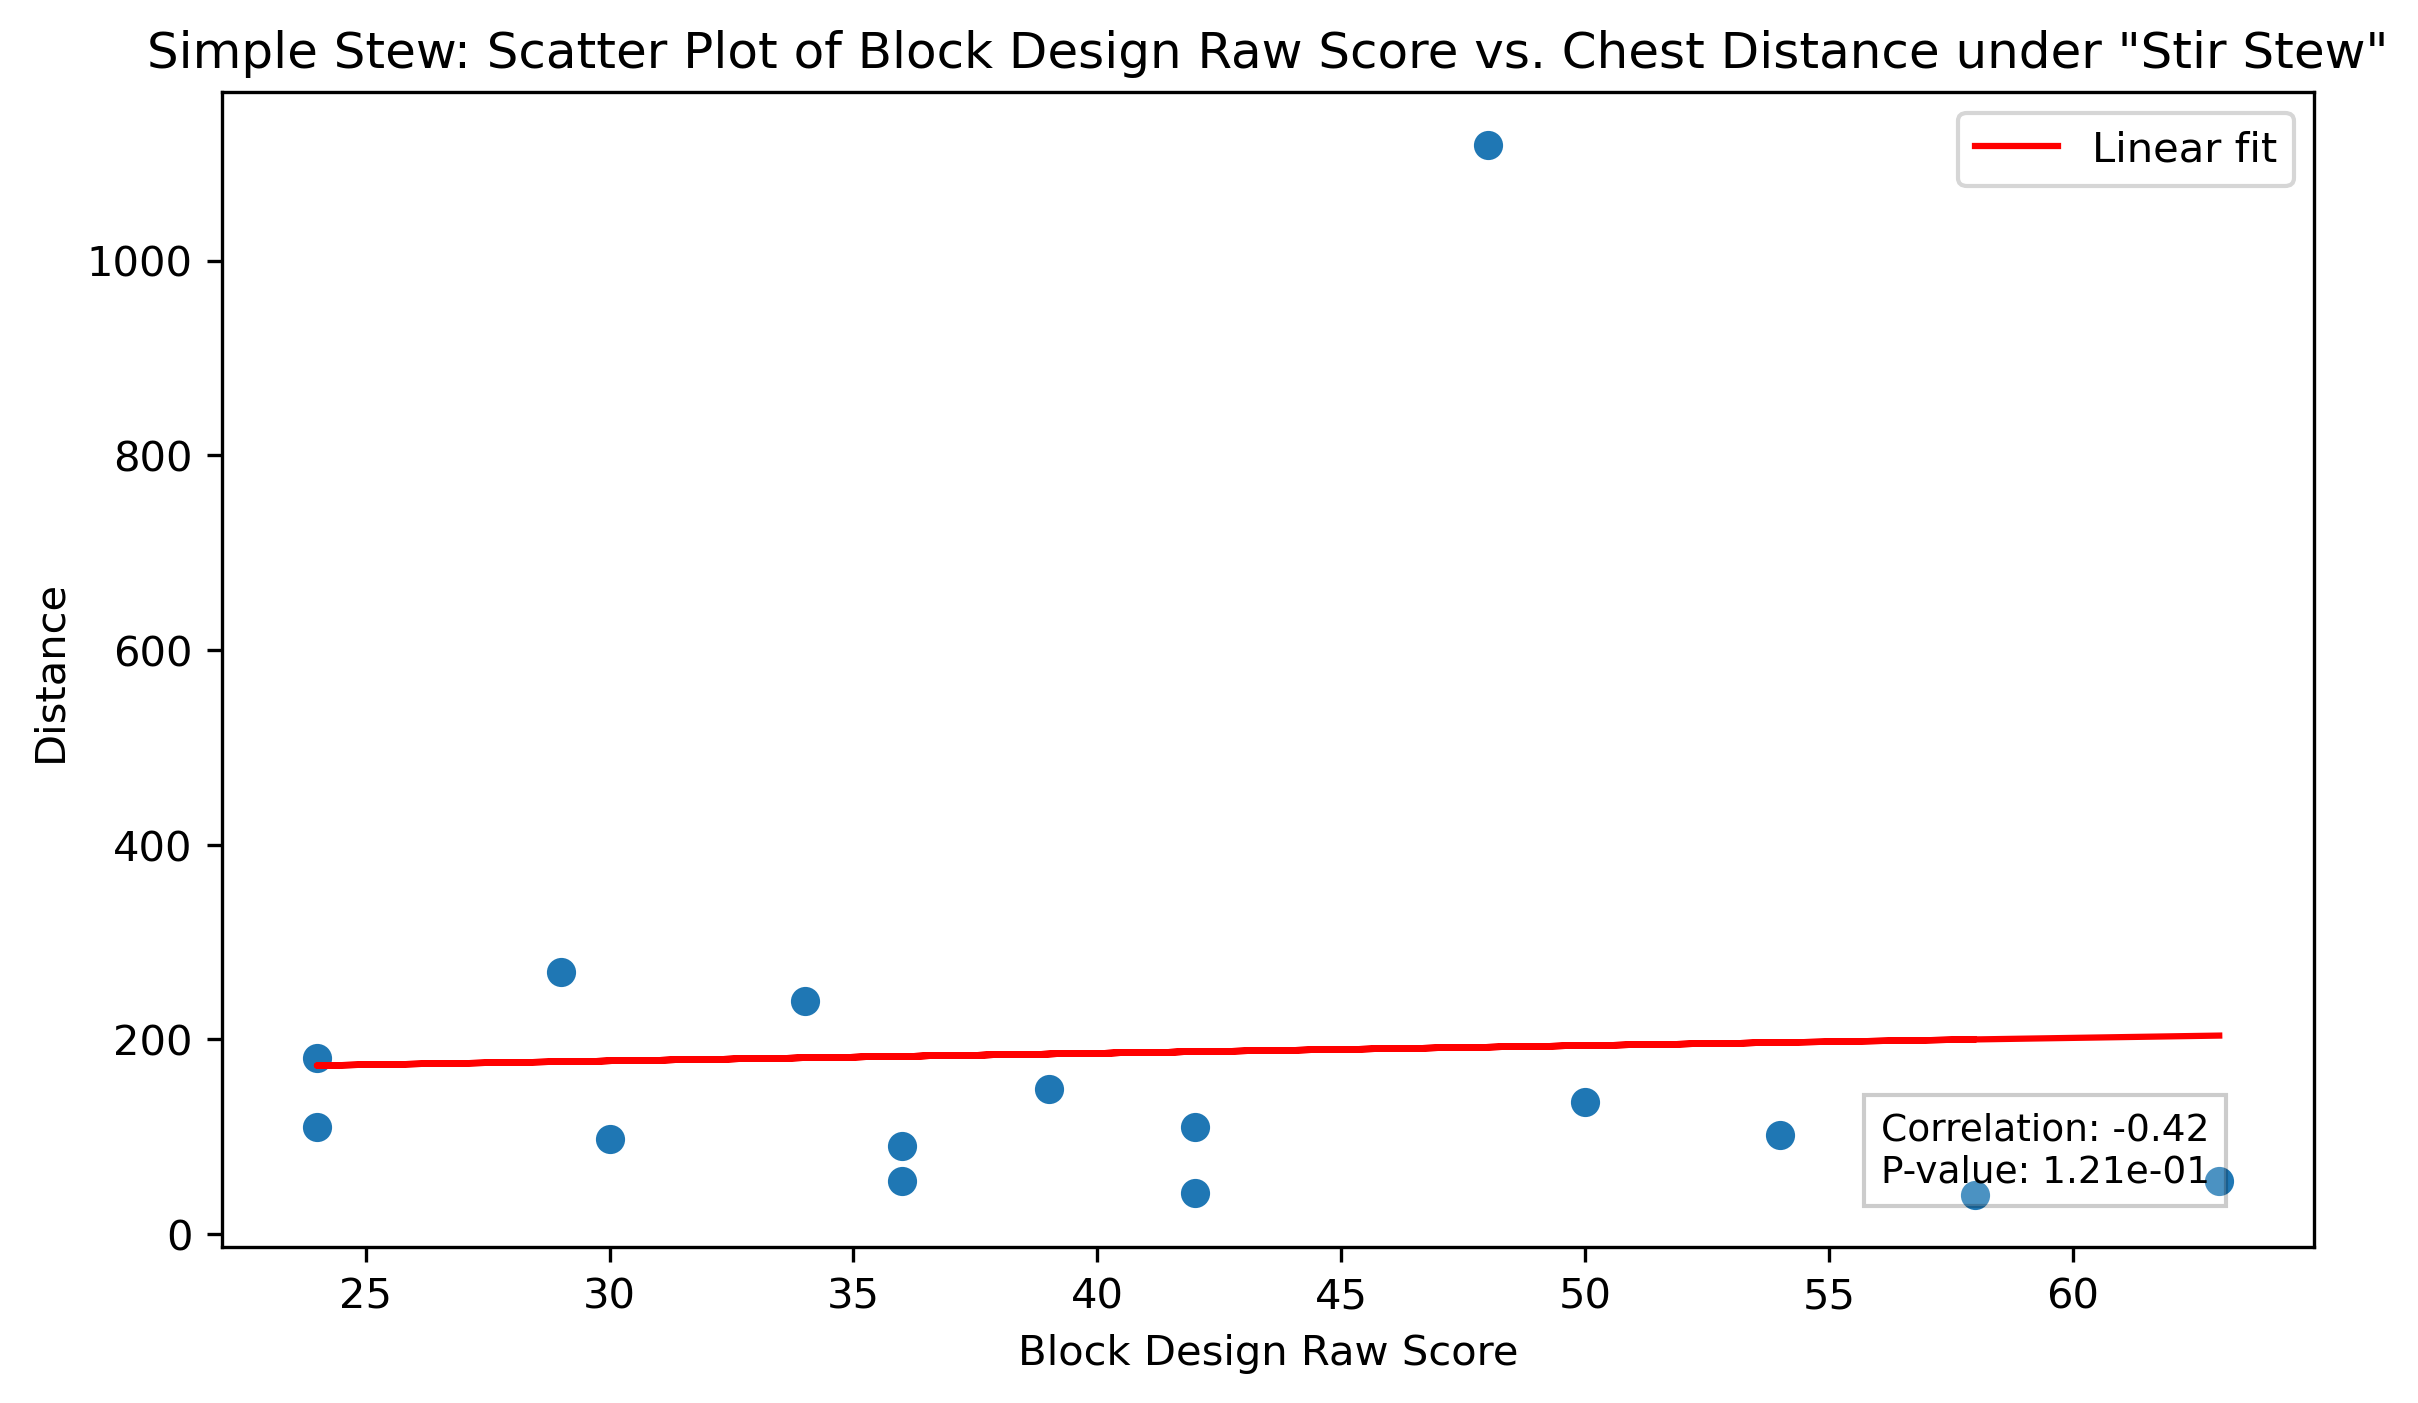 Simple Stew: Scatter Plot of Block Design Raw Score vs. Chest Distance under "Stir Stew"
Linear fit
1000
800
600
400
200
0
Distance
Correlation: -0.42
P-value: 1.21e-01
25 30 35 40 45 50 55 60
Block Design Raw Score